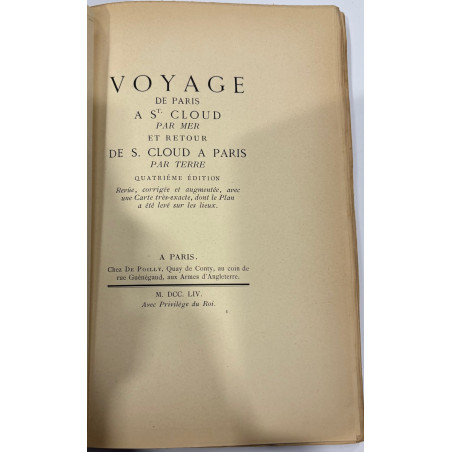 VOYAGE
DE PARIS
A ST. CLOUD
PAR MER
ET RETOUR
DE S. CLOUD A PARIS
PAR TERRE
QUATRIÈME ÉDITION
Revûe, corrigée et augmentée, avec
une Carte très-exacte, dont le Plan
a été levé sur les lieux.
A PARIS.
Chez DE POILLY, Quay de Conty, au coin de
rue Guénégaud, aux Armes d'Angleterre.
M. DCC. LIV.
Avec Privilége du Roi.